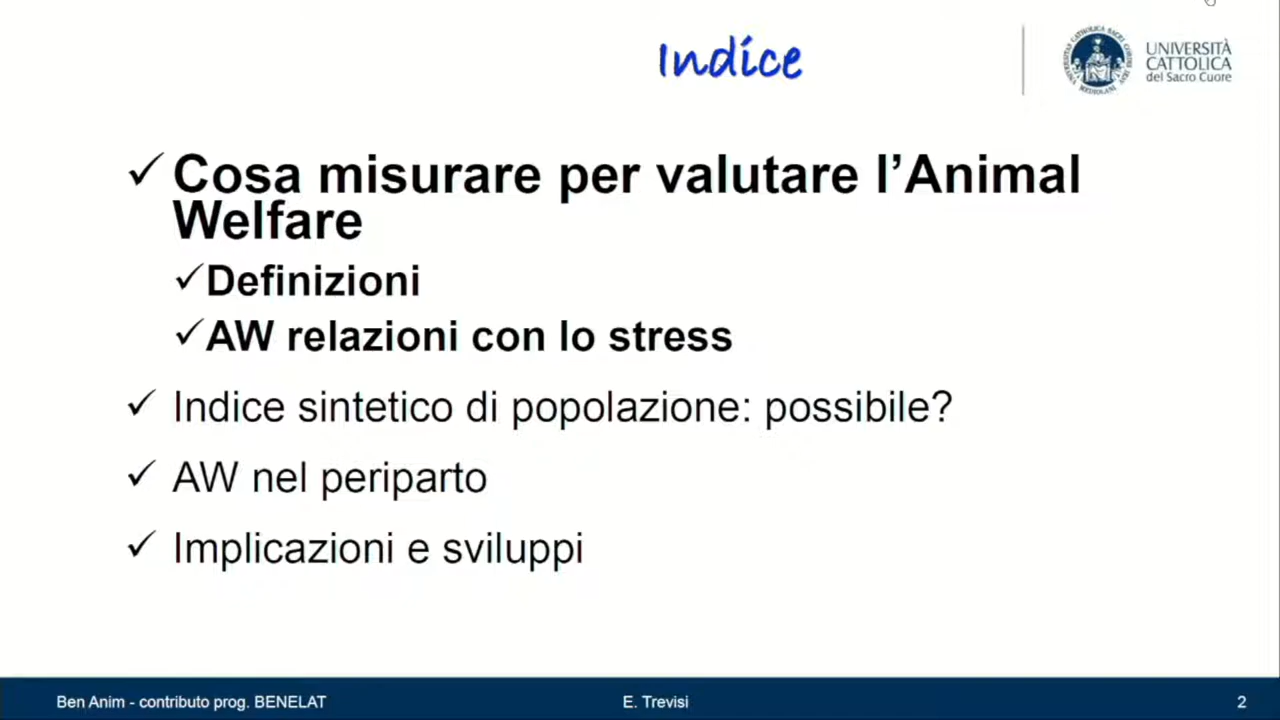 Indice
UNIVERSITÀ
CATTOLICA
del Sacro Cuore
✓ Cosa misurare per valutare l’Animal
Welfare
✓ Definizioni
✓ AW relazioni con lo stress
✓ Indice sintetico di popolazione: possibile?
✓ AW nel periparto
✓ Implicazioni e sviluppi
Ben Anim - contributo prog. BENELAT
E. Trevisi
2